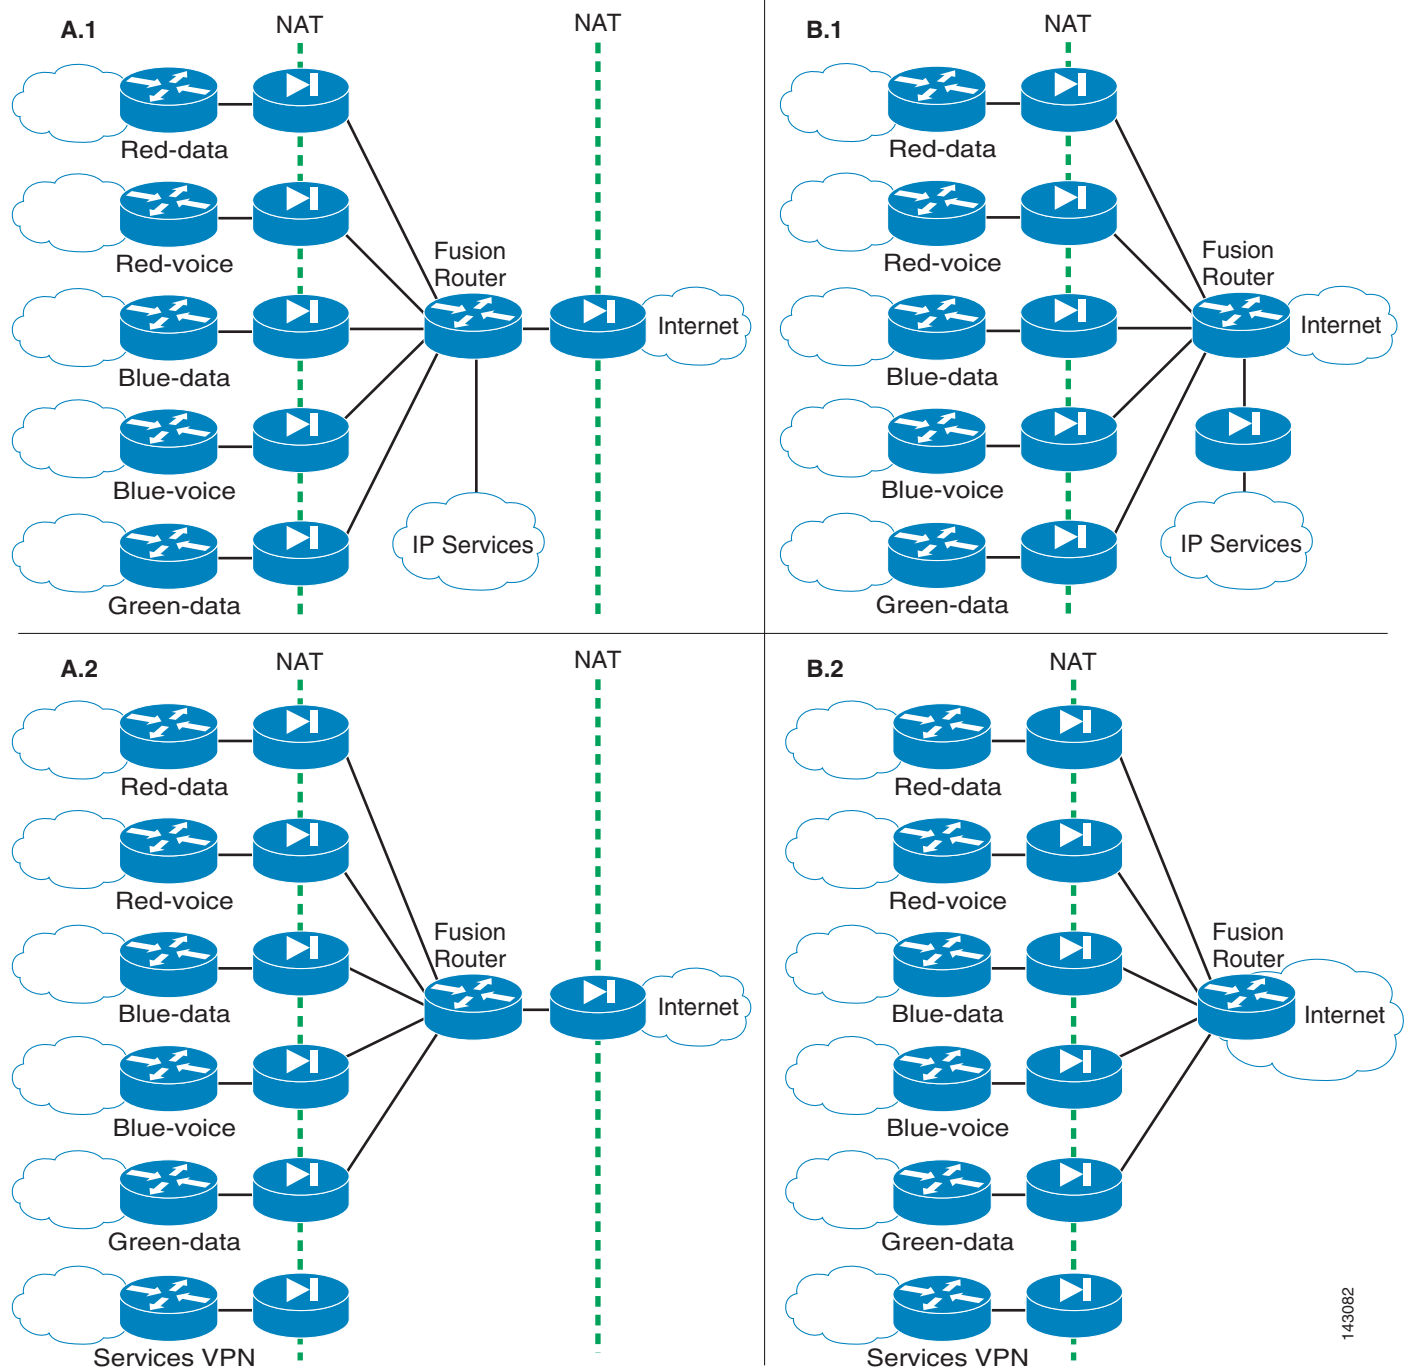 A.1
NAT
NAT
Red-data
Red-voice
Fusion
Router
Internet
Blue-data
Blue-voice
IP Services
Green-data
B.1
NAT
Red-data
Red-voice
Fusion
Router
Internet
Blue-data
Blue-voice
IP Services
Green-data
A.2
NAT
NAT
Red-data
Red-voice
Fusion
Router
Internet
Blue-data
Blue-voice
Green-data
Services VPN
B.2
NAT
Red-data
Red-voice
Fusion
Router
Internet
Blue-data
Blue-voice
Green-data
Services VPN
143082